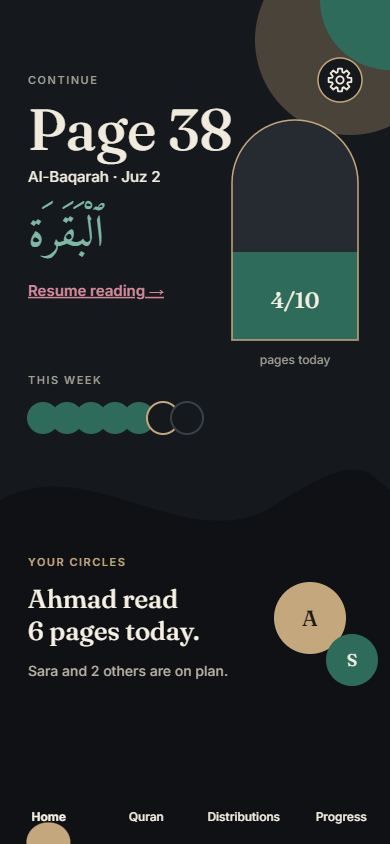 CONTINUE
Page 38
Al-Baqarah · Juz 2
ٱلْبَقَرَة
Resume reading →
4/10
pages today
THIS WEEK
YOUR CIRCLES
Ahmad read
6 pages today.
Sara and 2 others are on plan.
A
S
Home Quran Distributions Progress